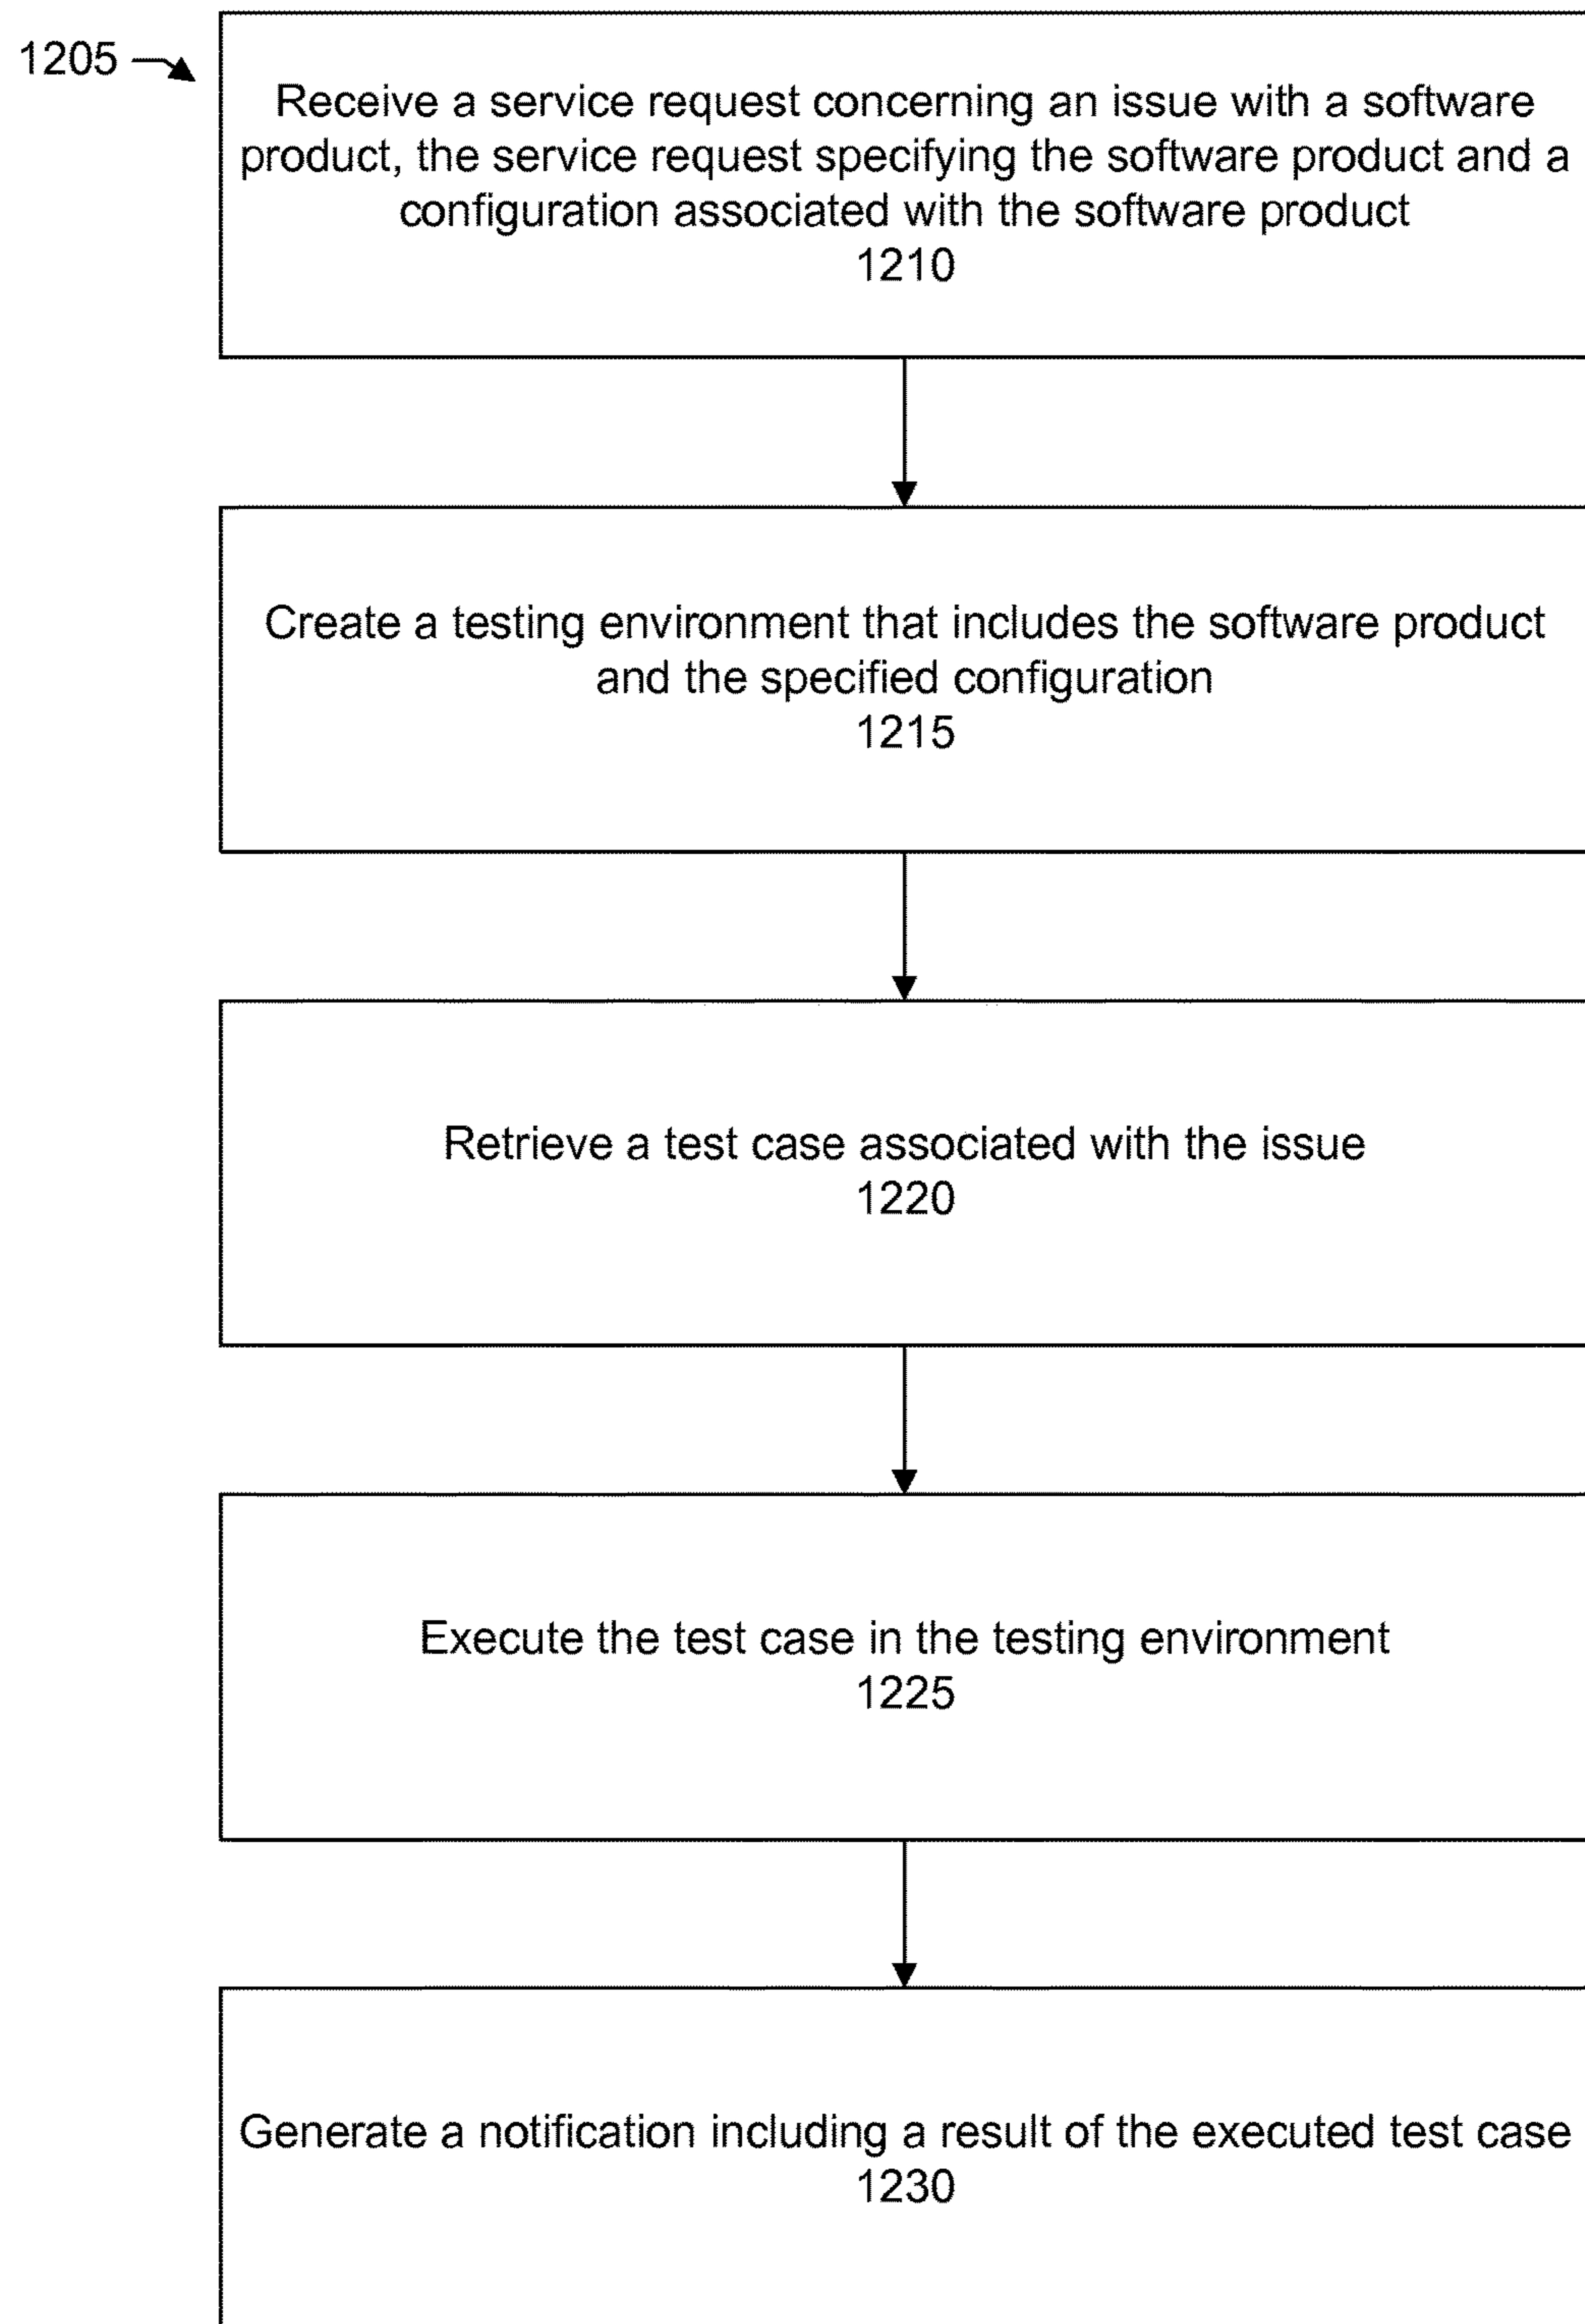 1205
Receive a service request concerning an issue with a software
product, the service request specifying the software product and a
configuration associated with the software product
1210
Create a testing environment that includes the software product
and the specified configuration
1215
Retrieve a test case associated with the issue
1220
Execute the test case in the testing environment
1225
Generate a notification including a result of the executed test case
1230